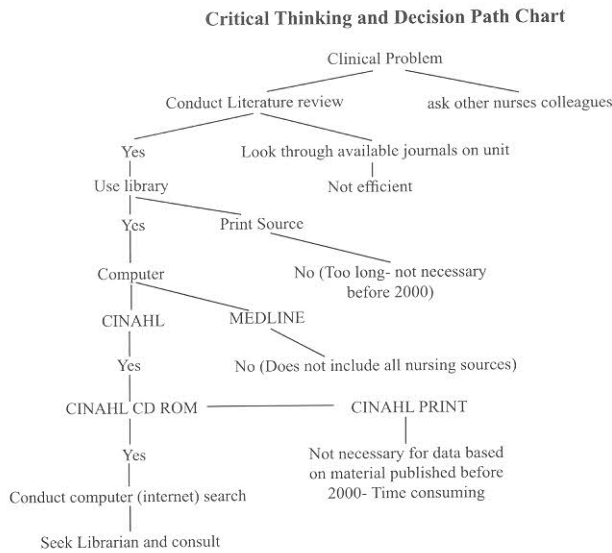 Critical Thinking and Decision Path Chart
Clinical Problem
Conduct Literature review
ask other nurses colleagues
Yes
Look through available journals on unit
Use library
Not efficient
Yes
Print Source
Computer
No (Too long- not necessary
before 2000)
CINAHL
MEDLINE
Yes
No (Does not include all nursing sources)
CINAHL CD ROM
CINAHL PRINT
Yes
Not necessary for data based
on material published before
2000- Time consuming
Conduct computer (internet) search
Seek Librarian and consult